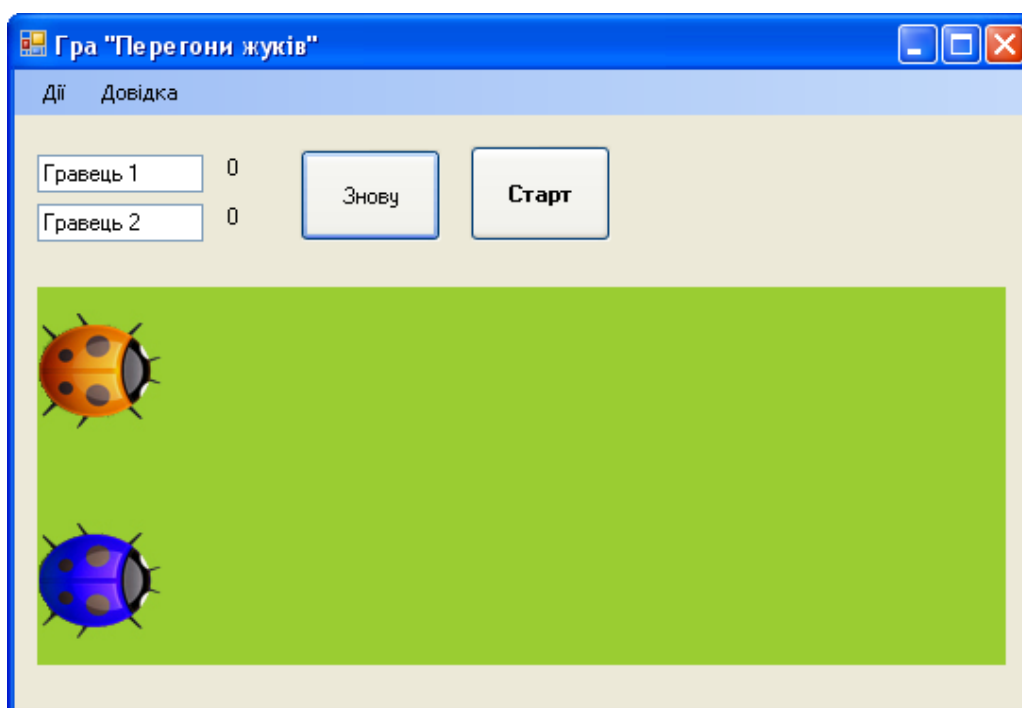 Гра "Перегони жуків"
Дії Довідка
Гравець 1 0
Гравець 2 0
Знову
Старт